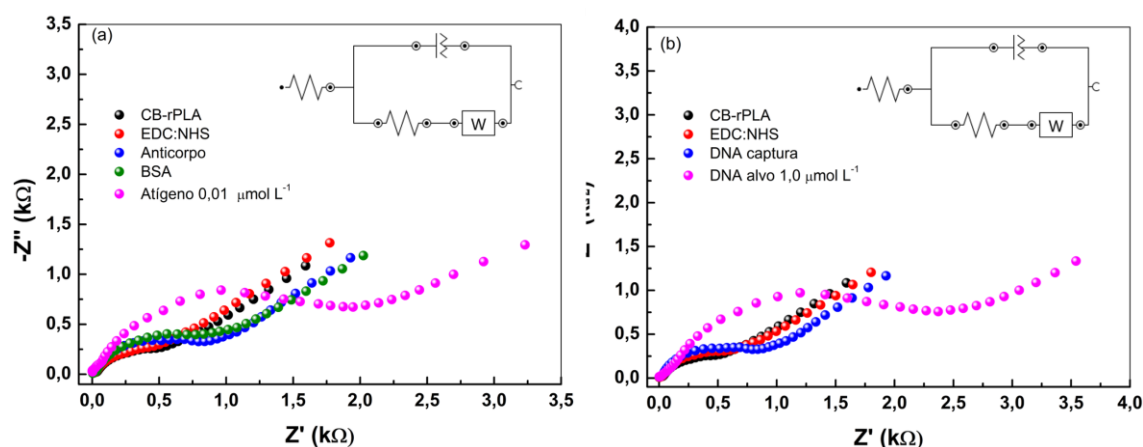 (a)
3,5
3,0
2,5
2,0
1,5
1,0
0,5
0,0
-Z" (kΩ)
W
CB-rPLA
EDC:NHS
Anticorpo
BSA
Atígeno 0,01 μmol L⁻¹
0,0 0,5 1,0 1,5 2,0 2,5 3,0 3,5
Z' (kΩ)
(b)
4,0
3,5
3,0
2,5
2,0
1,5
1,0
0,5
0,0
W
CB-rPLA
EDC:NHS
DNA captura
DNA alvo 1,0 μmol L⁻¹
0,0 0,5 1,0 1,5 2,0 2,5 3,0 3,5 4,0
Z' (kΩ)